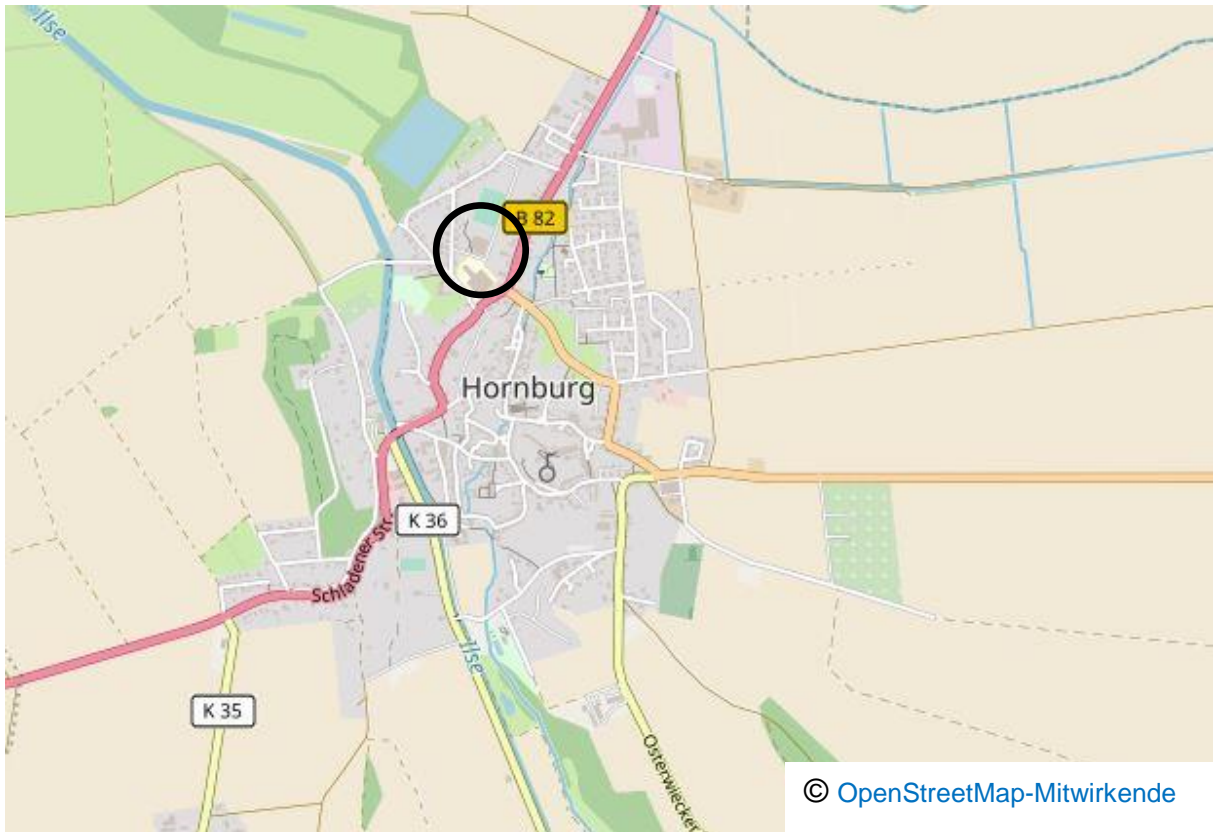 Ilse
B 82
Hornburg
K 36
Schladener Str.
Ilse
K 35
Osterwiecker
© OpenStreetMap-Mitwirkende